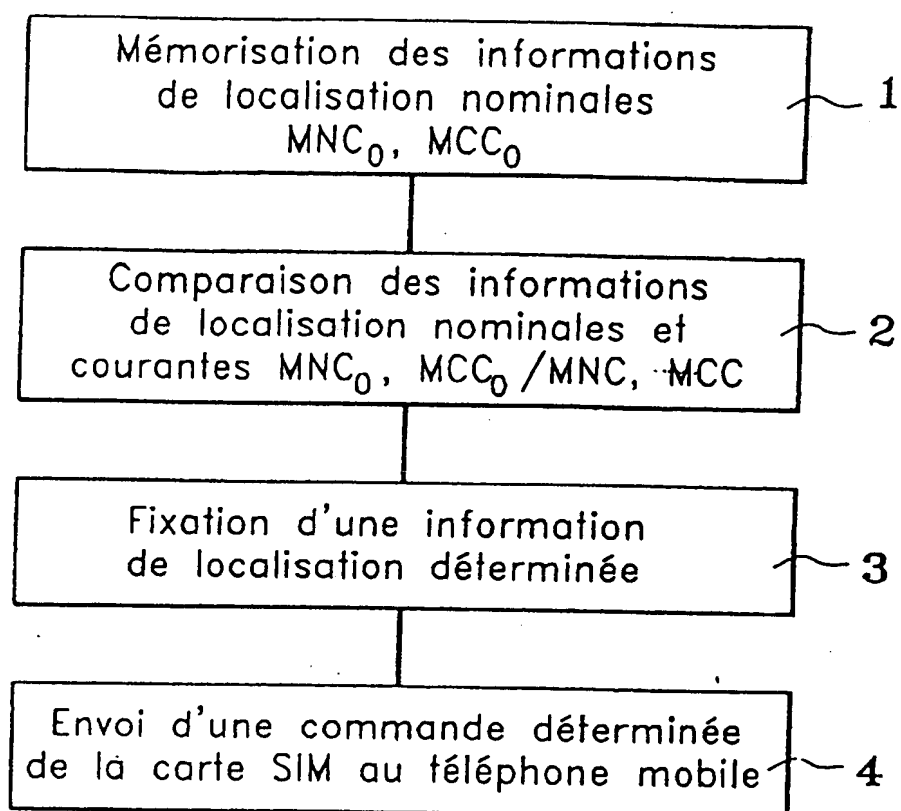 Mémorisation des informations
de localisation nominales
MNC₀, MCC₀
1
Comparaison des informations
de localisation nominales et
courantes MNC₀, MCC₀/MNC, MCC
2
Fixation d'une information
de localisation déterminée
3
Envoi d'une commande déterminée
de la carte SIM au téléphone mobile
4